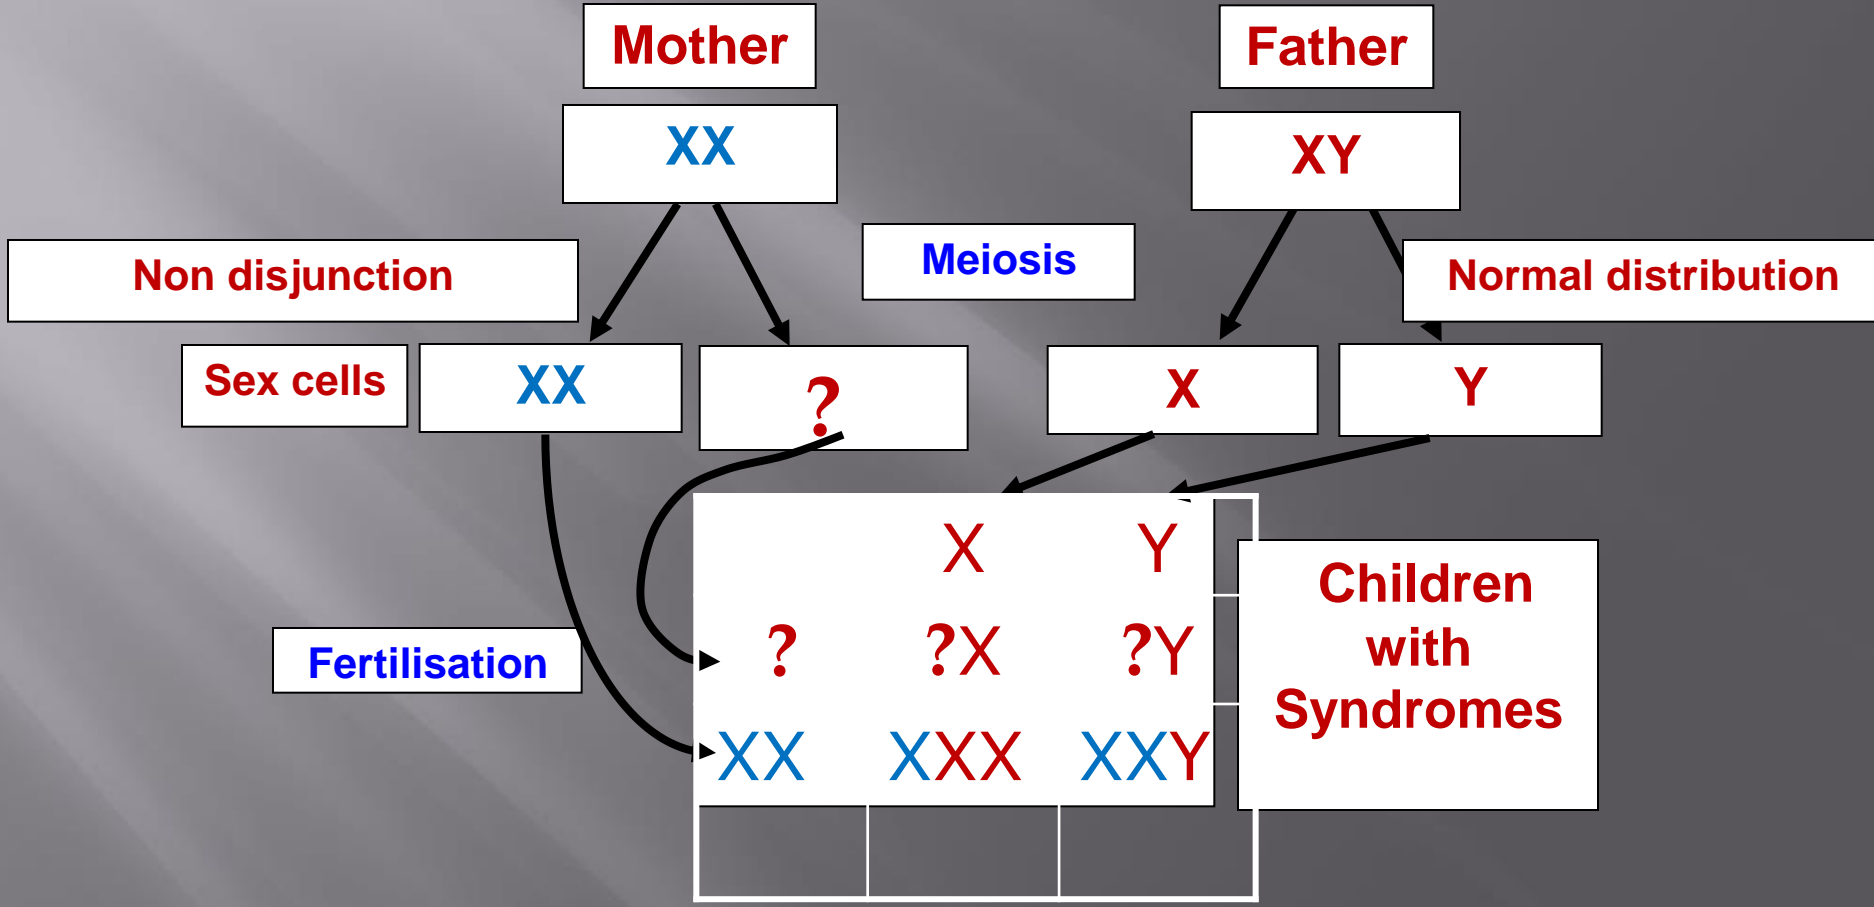 Mother
Father
XX
XY
Non disjunction
Meiosis
Normal distribution
Sex cells
XX
?
X
Y
X Y
? ?X ?Y
XX XXX XXY
Fertilisation
Children
with
Syndromes